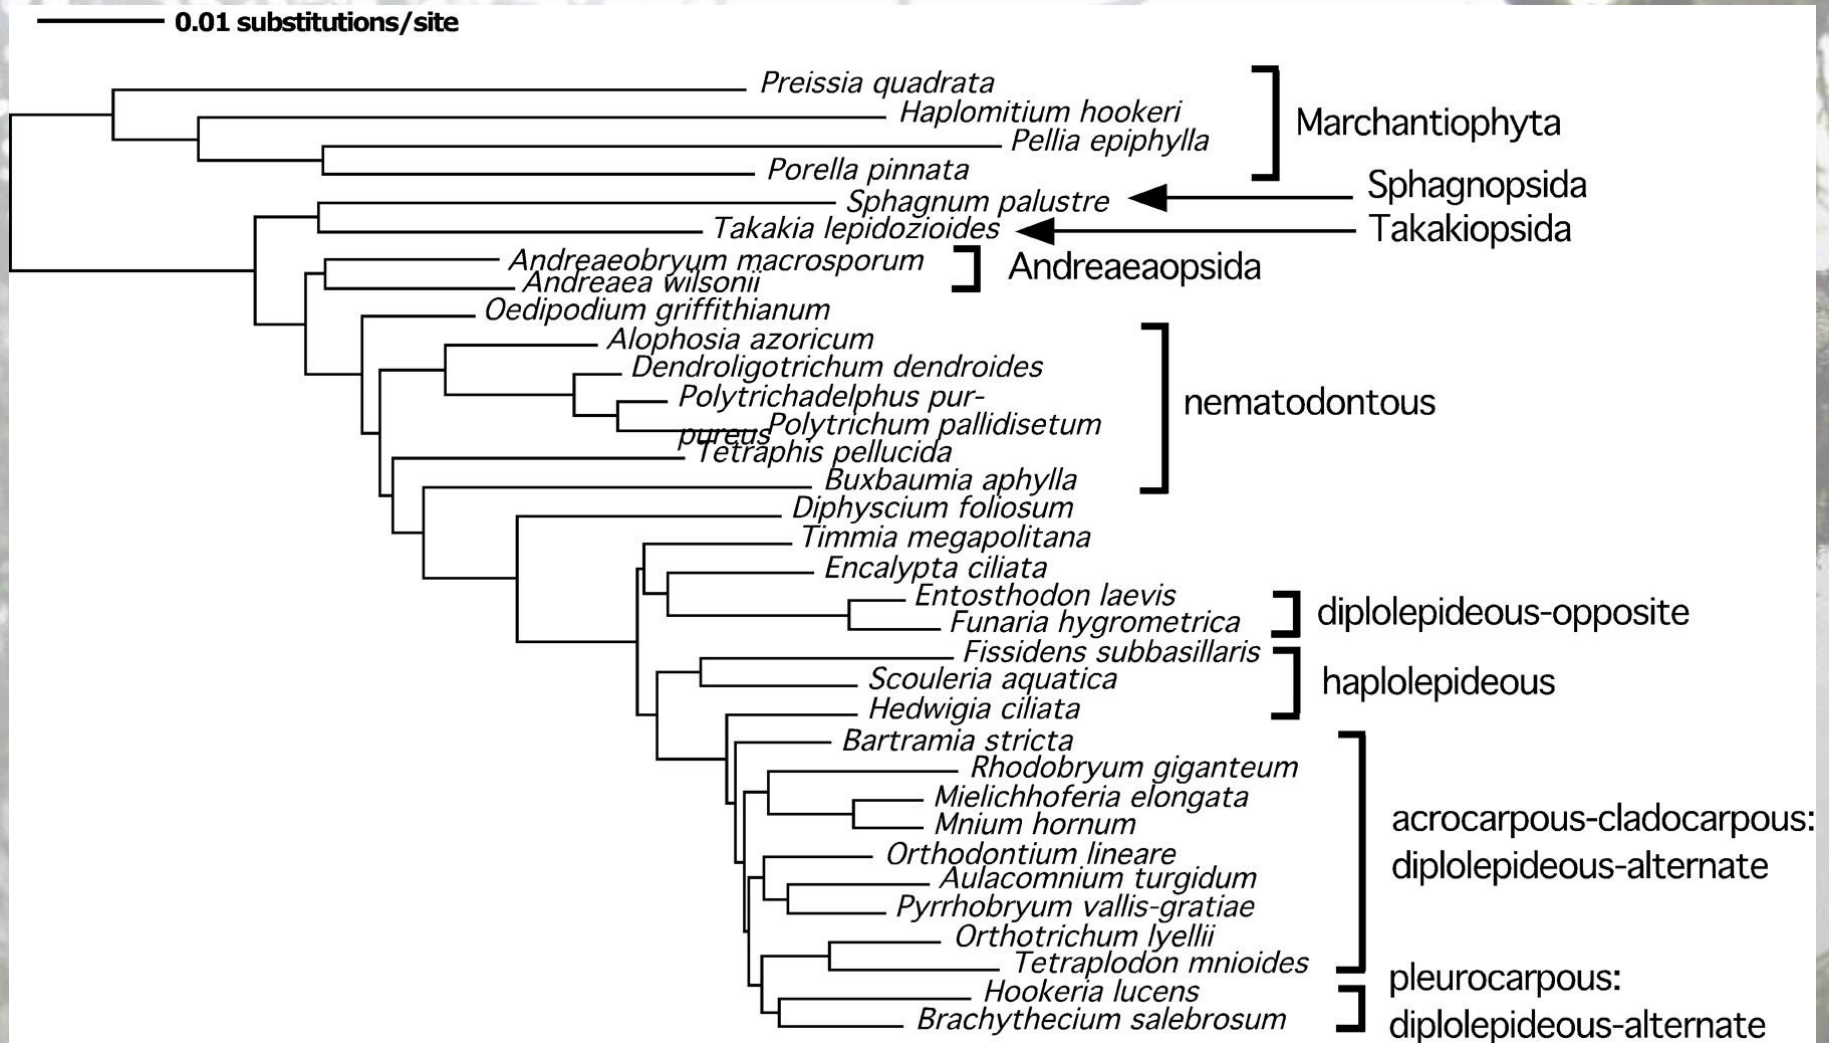 0.01 substitutions/site
Preissia quadrata
Haplomitium hookeri
Marchantiophyta
Pellia epiphylla
Porella pinnata
Sphagnopsida
Sphagnum palustre
Takakiopsida
Takakia lepidozioides
Andreaeobryum macrosporum
Andreaeaopsida
Andreaea wilsonii
Oedipodium griffithianum
Alophosia azoricum
Dendroligotrichum dendroides
Polytrichadelphus pur-
pureus
nematodontous
Polytrichum pallidisetum
Tetraphis pellucida
Buxbaumia aphylla
Diphyscium foliosum
Timmia megapolitana
Encalypta ciliata
Entosthodon laevis
diplolepideous-opposite
Funaria hygrometrica
Fissidens subbasillaris
Scouleria aquatica
haplolepideous
Hedwigia ciliata
Bartramia stricta
Rhodobryum giganteum
Mielichhoferia elongata
Mnium hornum
acrocarpous-cladocarpous:
diplolepideous-alternate
Orthodontium lineare
Aulacomnium turgidum
Pyrrhobryum vallis-gratiae
Orthotrichum lyellii
Tetraplodon mnioides
pleurocarpous:
diplolepideous-alternate
Hookeria lucens
Brachythecium salebrosum